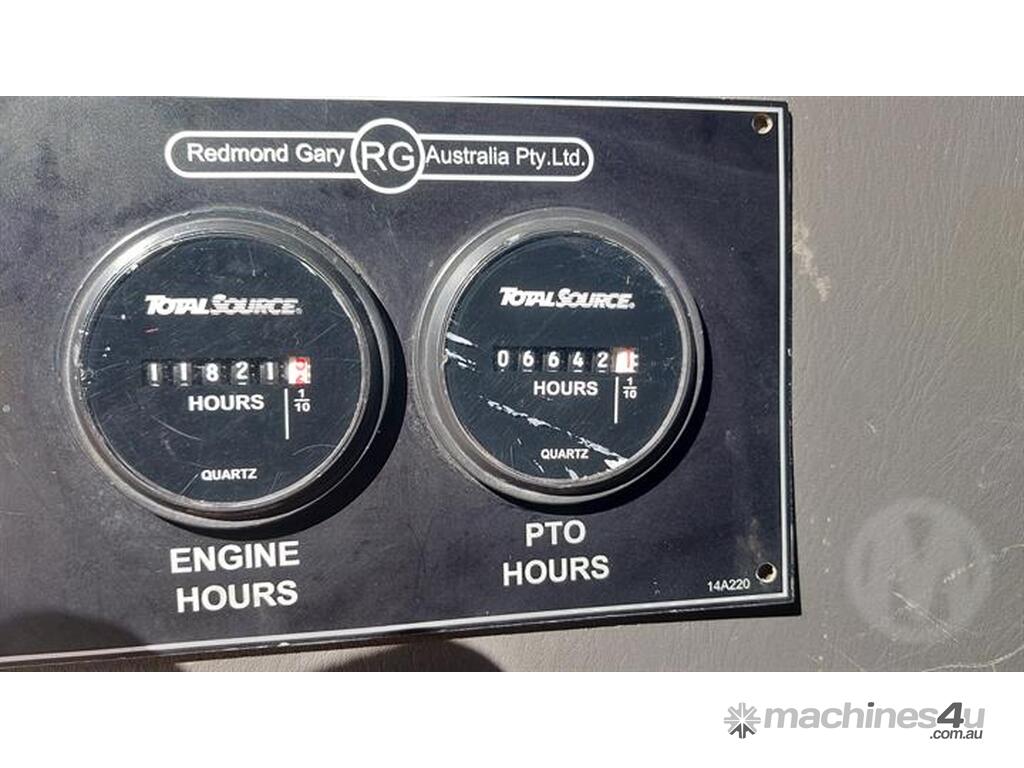 Redmond Gary RG Australia Pty.Ltd.
TOTALSOURCE.
11821
HOURS
1/10
QUARTZ
ENGINE
HOURS
TOTALSOURCE.
06642
HOURS
1/10
QUARTZ
PTO
HOURS
14A220
machines4u
.com.au